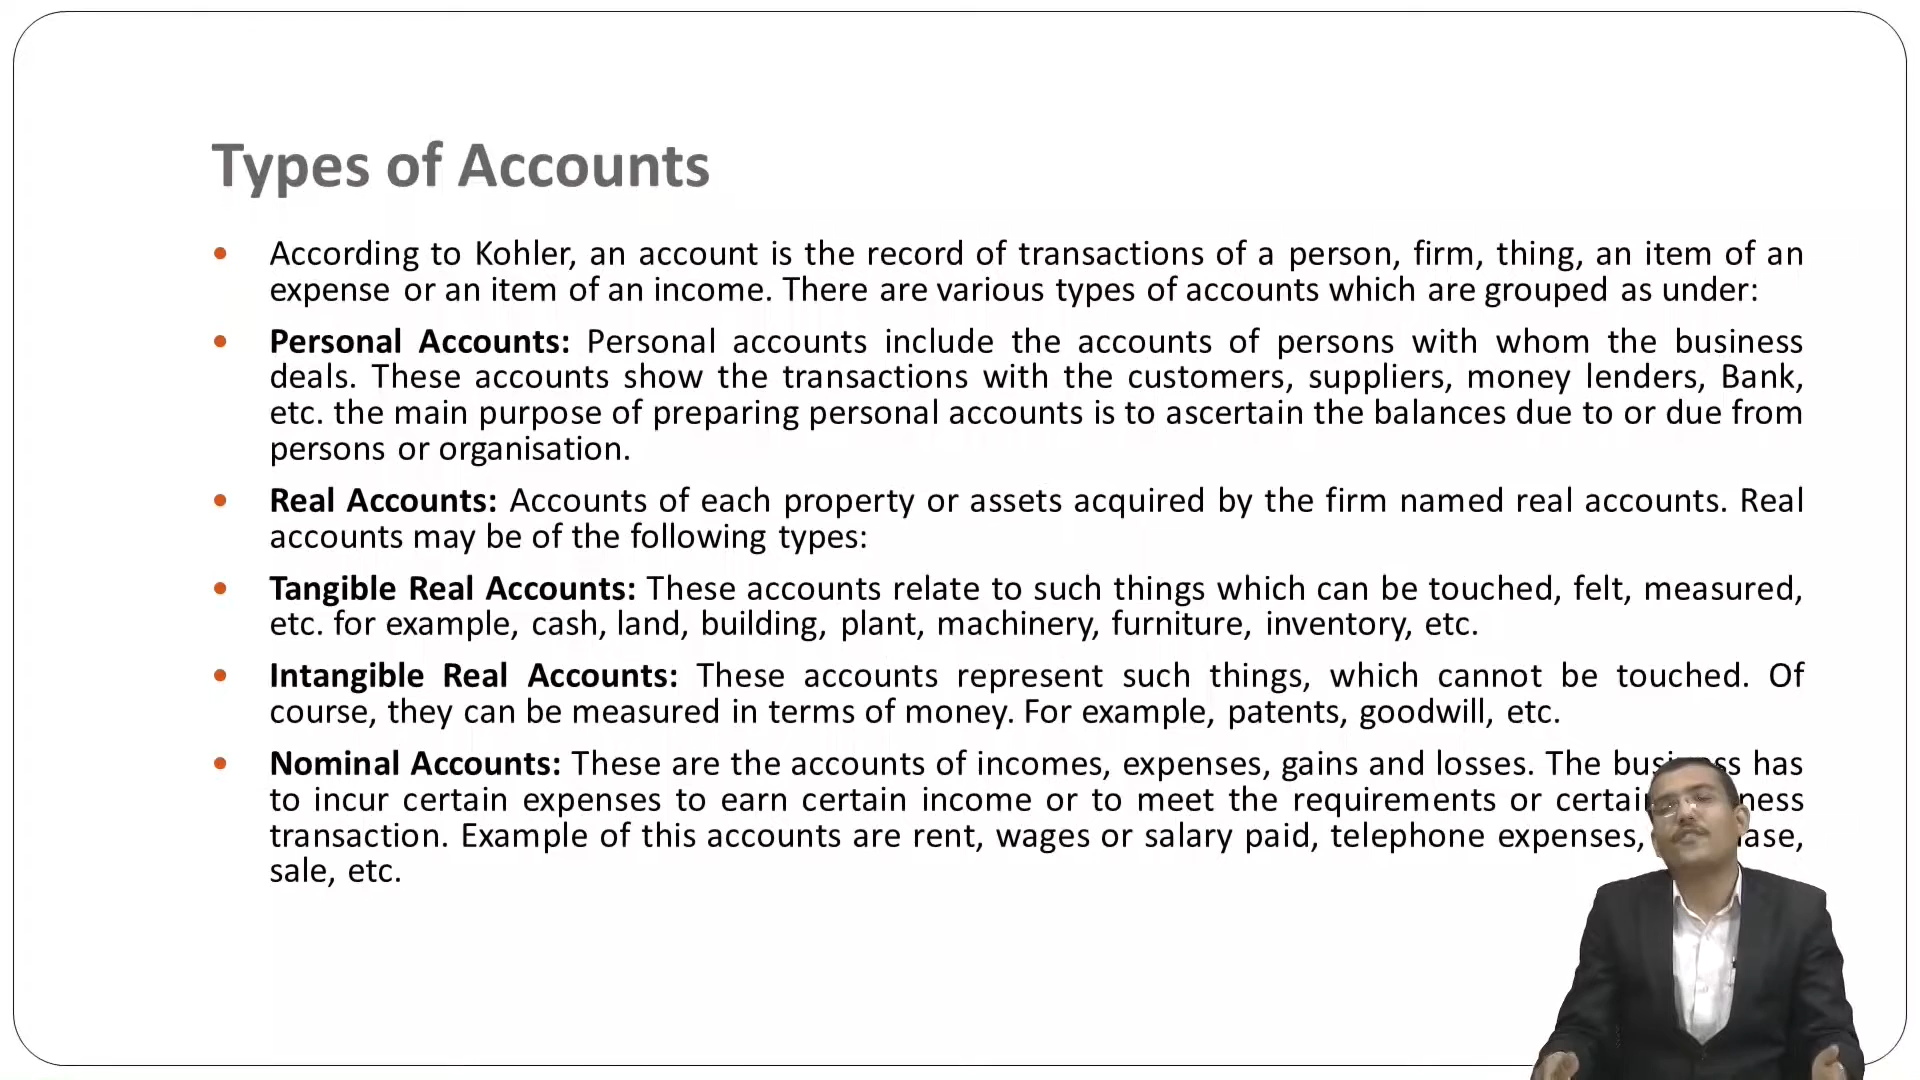 Types of Accounts
According to Kohler, an account is the record of transactions of a person, firm, thing, an item of an
expense or an item of an income. There are various types of accounts which are grouped as under:
Personal Accounts: Personal accounts include the accounts of persons with whom the business
deals. These accounts show the transactions with the customers, suppliers, money lenders, Bank,
etc. the main purpose of preparing personal accounts is to ascertain the balances due to or due from
persons or organisation.
Real Accounts: Accounts of each property or assets acquired by the firm named real accounts. Real
accounts may be of the following types:
Tangible Real Accounts: These accounts relate to such things which can be touched, felt, measured,
etc. for example, cash, land, building, plant, machinery, furniture, inventory, etc.
Intangible Real Accounts: These accounts represent such things, which cannot be touched. Of
course, they can be measured in terms of money. For example, patents, goodwill, etc.
Nominal Accounts: These are the accounts of incomes, expenses, gains and losses. The business has
to incur certain expenses to earn certain income or to meet the requirements or certain
transaction. Example of this accounts are rent, wages or salary paid, telephone expenses,
sale, etc.